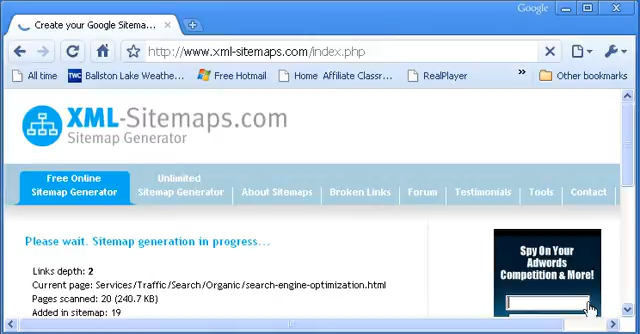 Google
Create your Google Sitema...
http://www.xml-sitemaps.com/index.php
All time
TWC
Ballston Lake Weathe...
Free Hotmail
Home Affiliate Classr...
RealPlayer
»
Other bookmarks
XML-Sitemaps.com
Sitemap Generator
Free Online
Sitemap Generator
Unlimited
Sitemap Generator
About Sitemaps
Broken Links
Forum
Testimonials
Tools
Contact
Please wait. Sitemap generation in progress...
Links depth: 2
Current page: Services/Traffic/Search/Organic/search-engine-optimization.html
Pages scanned: 20 (240.7 KB)
Added in sitemap: 19
Spy On Your
Adwords
Competition & More!